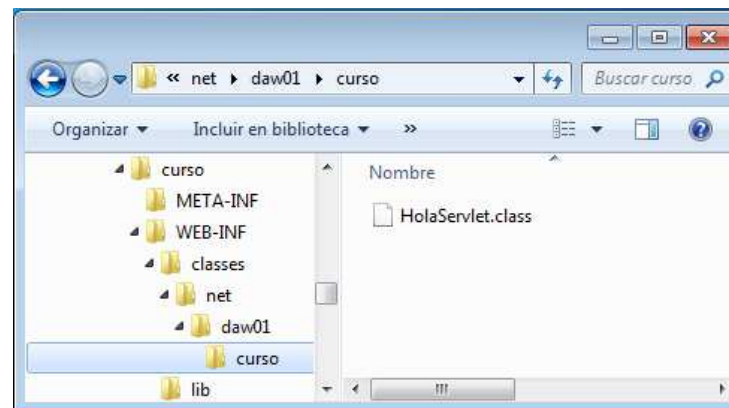 « net ▸ daw01 ▸ curso
Buscar curso
Organizar ▾ Incluir en biblioteca ▾ »
curso
META-INF
WEB-INF
classes
net
daw01
curso
lib
Nombre
HolaServlet.class